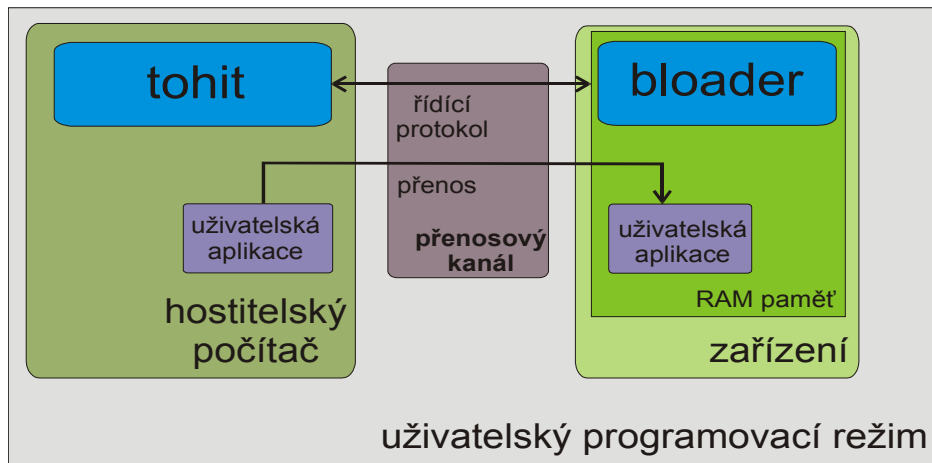 tohit
bloader
řídící
protokol
přenos
uživatelská
aplikace
přenosový
kanál
uživatelská
aplikace
RAM paměť
hostitelský
počítač
zařízení
uživatelský programovací režim